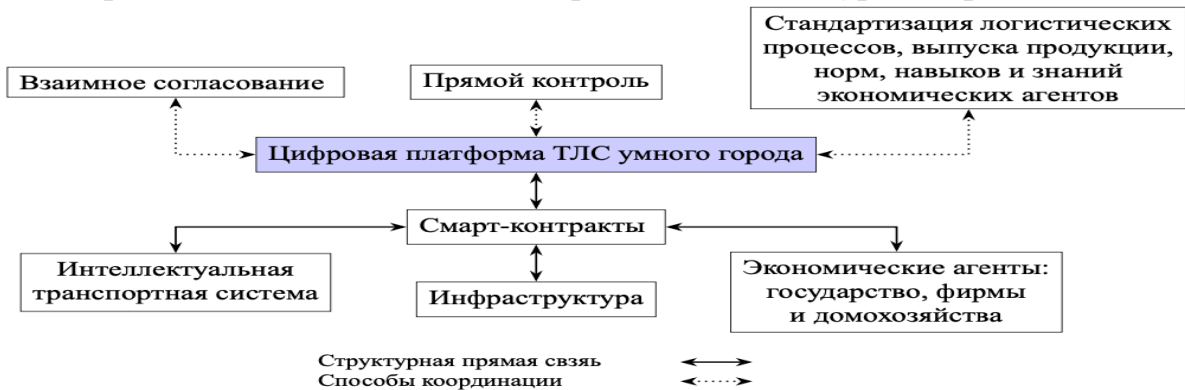 Стандартизация логистических
процессов, выпуска продукции,
норм, навыков и знаний
экономических агентов
Взаимное согласование
Прямой контроль
Цифровая платформа ТЛС умного города
Смарт-контракты
Интеллектуальная
транспортная система
Инфраструктура
Экономические агенты:
государство, фирмы
и домохозяйства
Структурная прямая свзяь
Способы координации